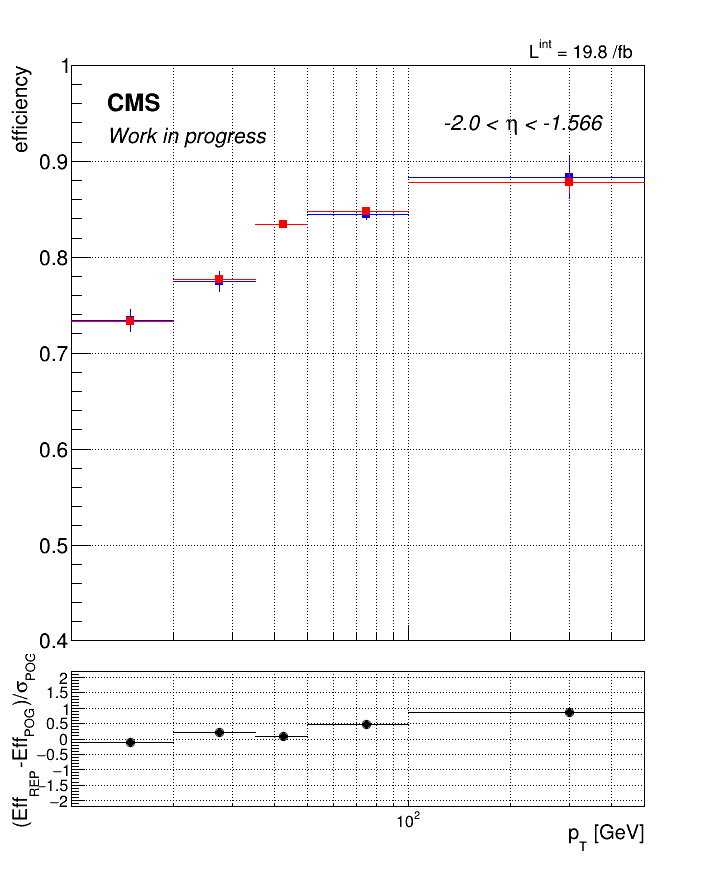 L^int = 19.8 /fb
1
CMS
Work in progress
-2.0 < η < -1.566
efficiency
0.9
0.8
0.7
0.6
0.5
0.4
(Eff_REP -Eff_POG)/σ_POG
2
1.5
1
0.5
0
−0.5
−1
−1.5
−2
10^2
p_T [GeV]